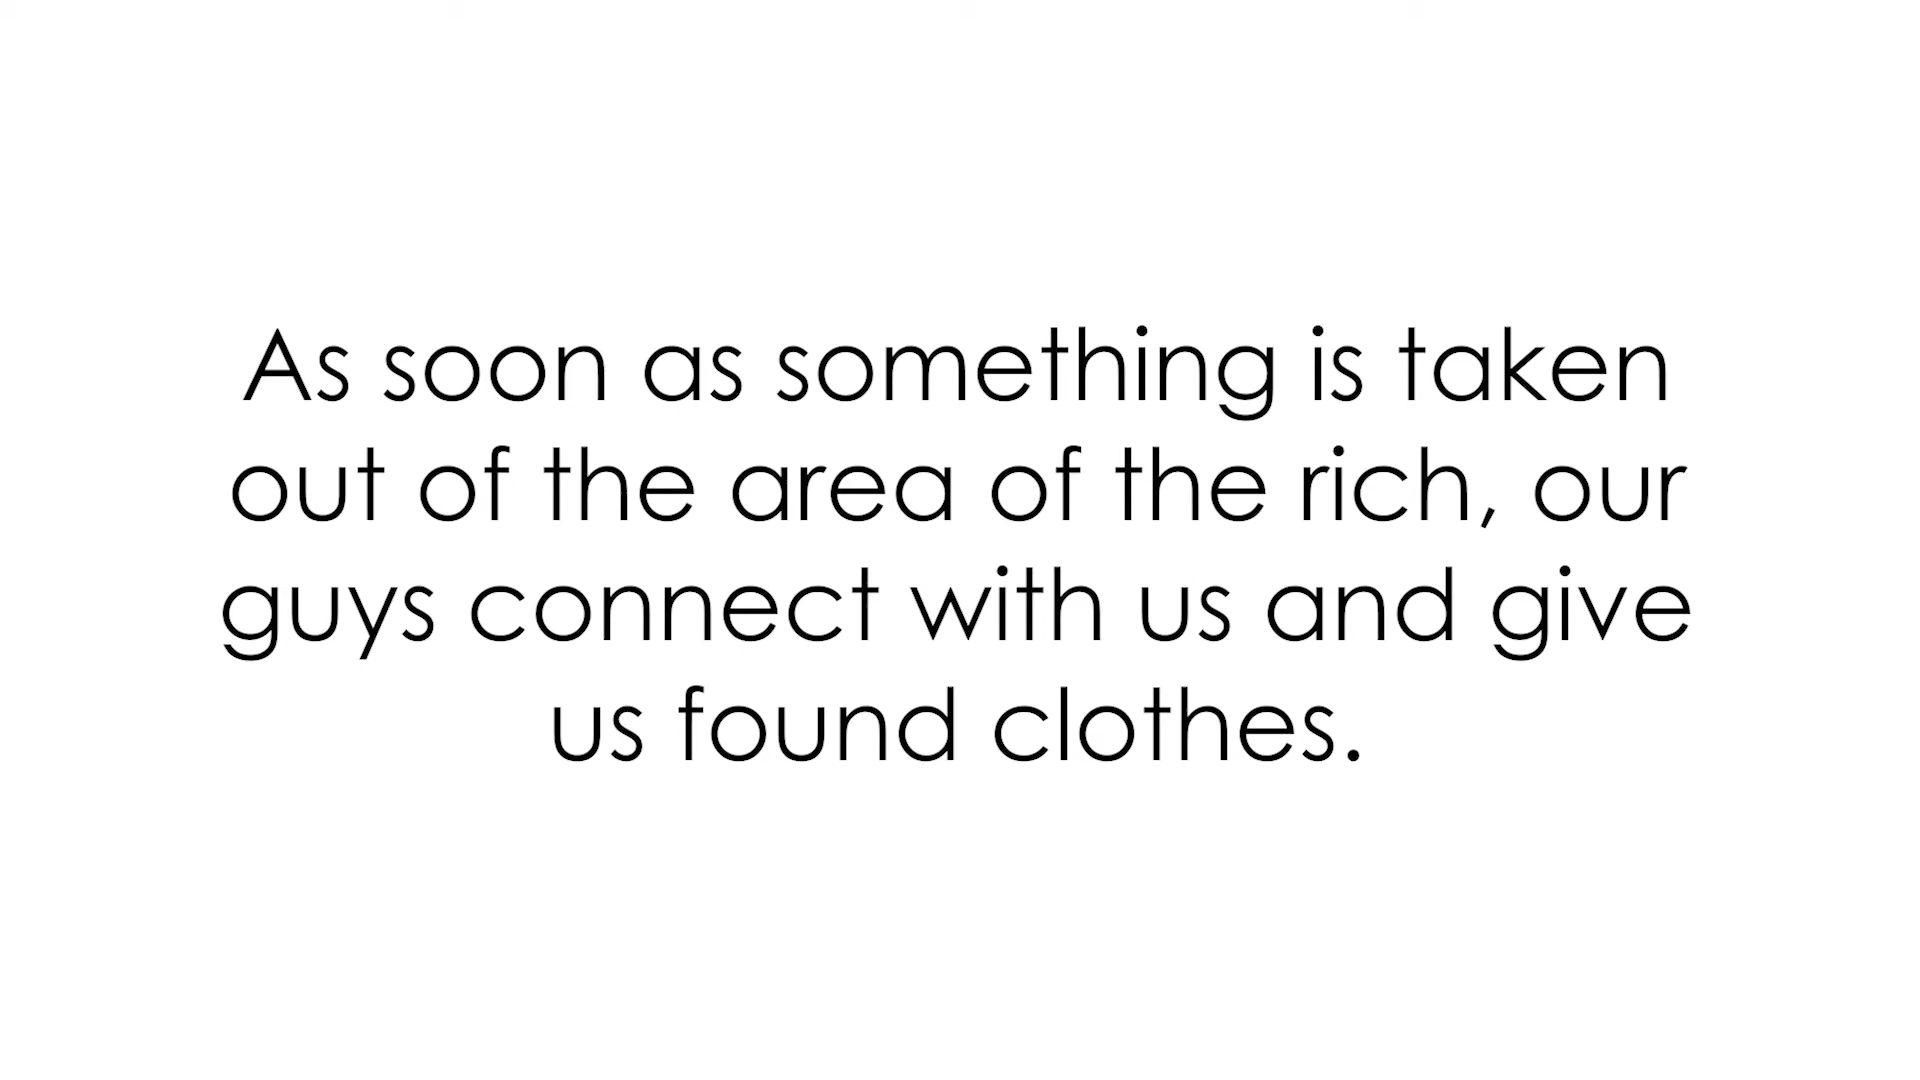 As soon as something is taken
out of the area of the rich, our
guys connect with us and give
us found clothes.